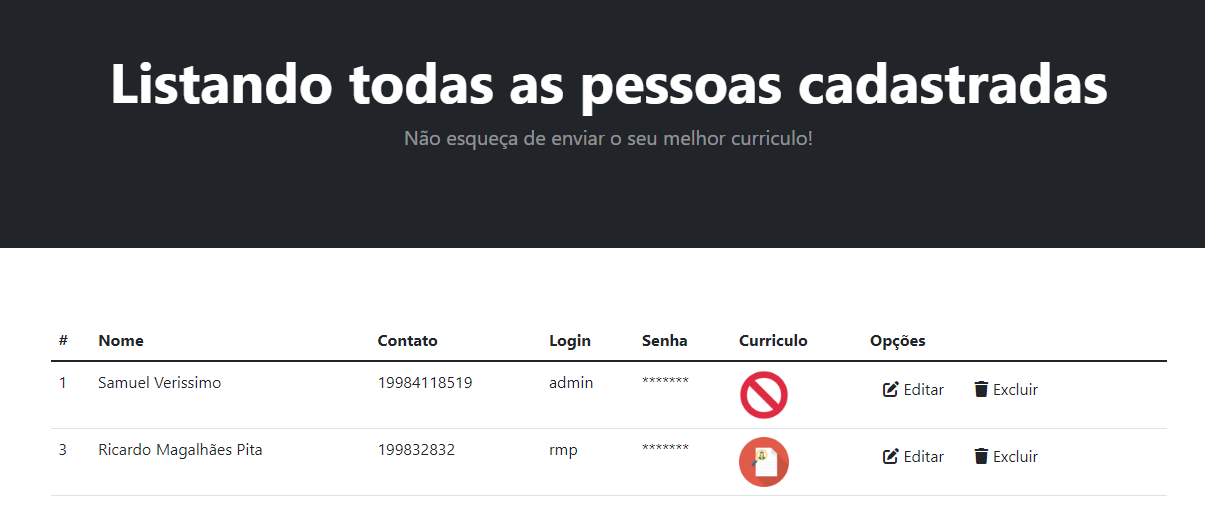 Listando todas as pessoas cadastradas
Não esqueça de enviar o seu melhor curriculo!
# Nome Contato Login Senha Curriculo Opções
1 Samuel Verissimo 19984118519 admin ******* Editar Excluir
3 Ricardo Magalhães Pita 199832832 rmp ******* Editar Excluir